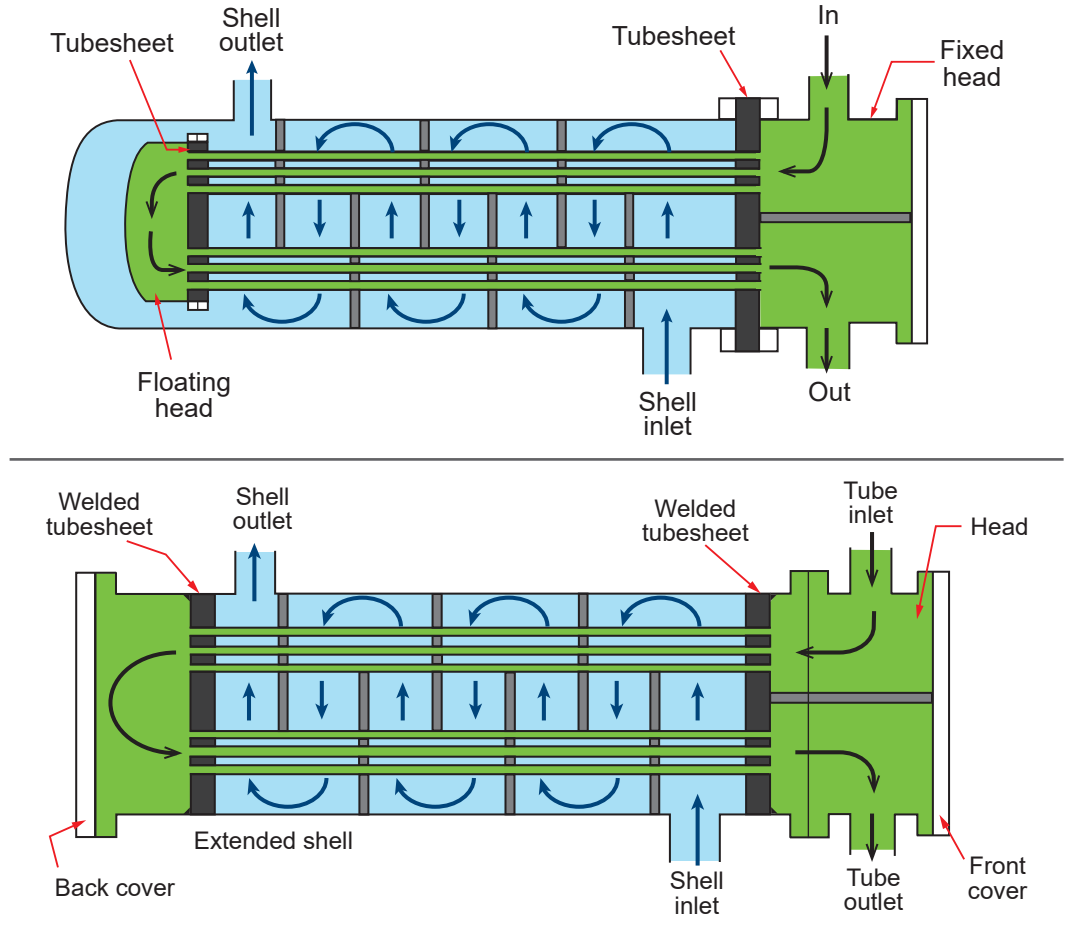 Shell
outlet
Tubesheet
Tubesheet
In
Fixed
head
Floating
head
Shell
inlet
Out
Welded
tubesheet
Shell
outlet
Welded
tubesheet
Tube
inlet
Head
Extended shell
Back cover
Shell
inlet
Tube
outlet
Front
cover